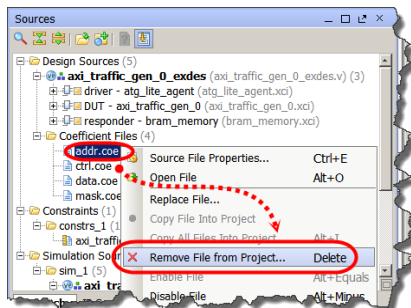 Sources
Design Sources (5)
axi_traffic_gen_0_exdes (axi_traffic_gen_0_exdes.v) (3)
driver - atg_lite_agent (atg_lite_agent.xci)
DUT - axi_traffic_gen_0 (axi_traffic_gen_0.xci)
responder - bram_memory (bram_memory.xci)
Coefficient Files (4)
addr.coe
ctrl.coe
data.coe
mask.coe
Source File Properties... Ctrl+E
Open File Alt+O
Replace File...
Copy File Into Project
Copy All Files Into Project Alt+I
Remove File from Project... Delete
Enable File Alt+Equals
Disable File Alt+Minus
Constraints (1)
constrs_1 (1)
axi_traffi
Simulation Sour
sim_1 (5)
axi_tra